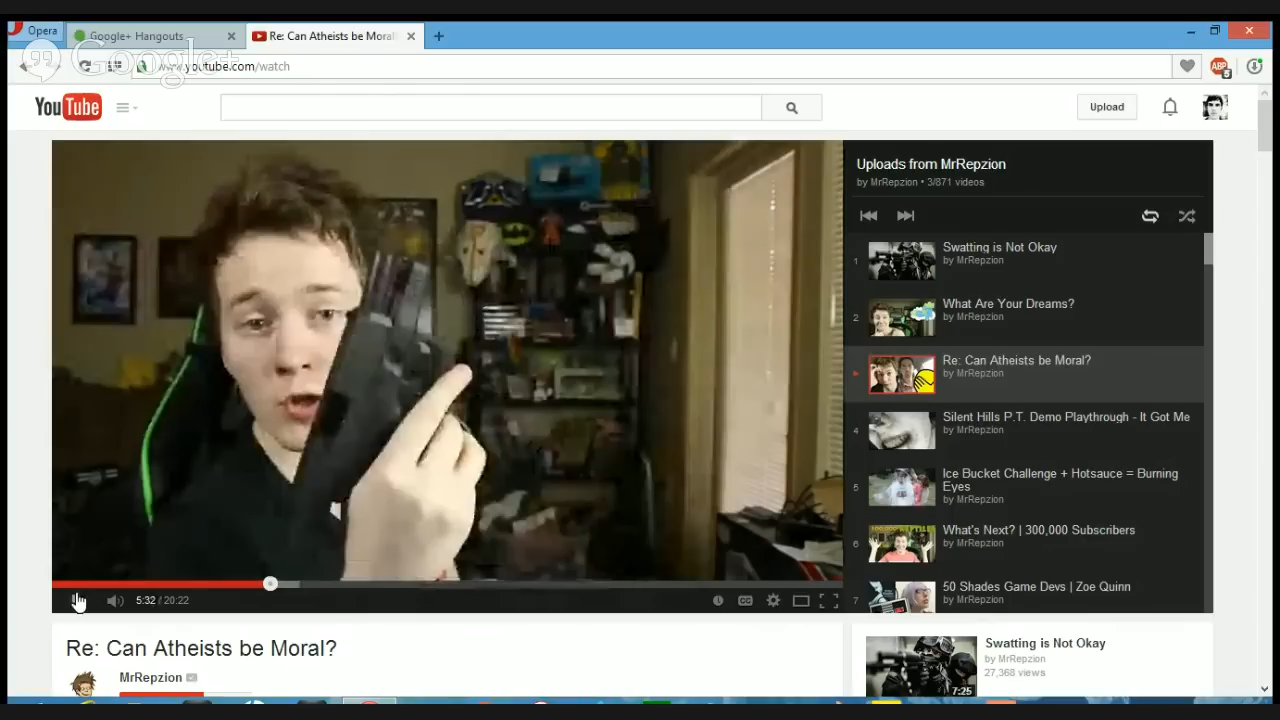 Opera
Google+ Hangouts
Re: Can Atheists be Moral
Google+
www.youtube.com/watch
ABP
5
YouTube
Upload
Uploads from MrRepzion
by MrRepzion • 3/871 videos
1
Swatting is Not Okay
by MrRepzion
2
What Are Your Dreams?
by MrRepzion
Re: Can Atheists be Moral?
by MrRepzion
4
Silent Hills P.T. Demo Playthrough - It Got Me
by MrRepzion
5
Ice Bucket Challenge + Hotsauce = Burning
Eyes
by MrRepzion
6
What's Next? | 300,000 Subscribers
by MrRepzion
7
50 Shades Game Devs | Zoe Quinn
by MrRepzion
5:32 / 20:22
CC
Re: Can Atheists be Moral?
MrRepzion
Swatting is Not Okay
by MrRepzion
27,368 views
7:25